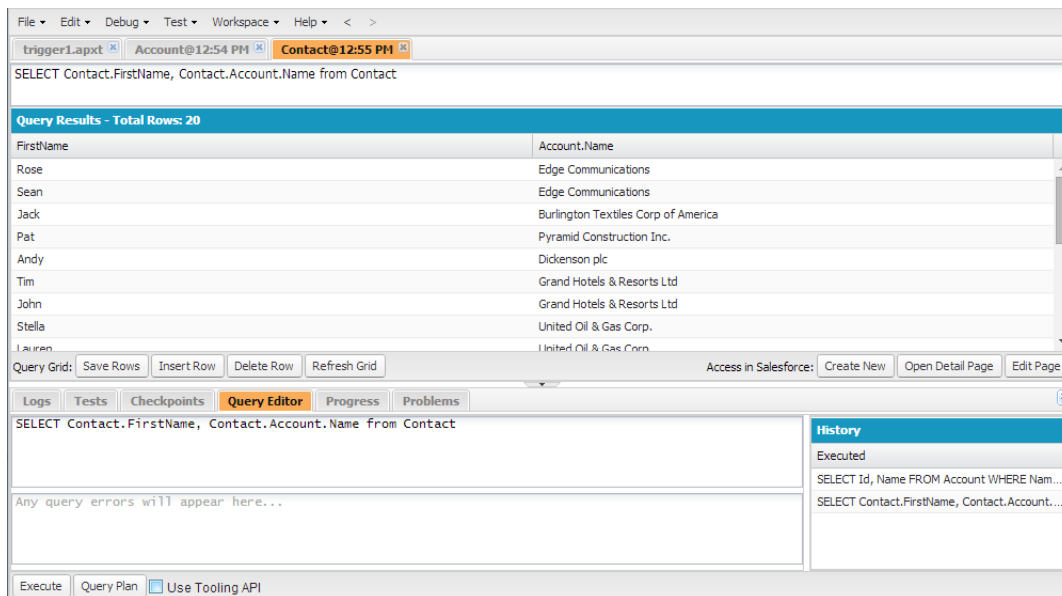 File Edit Debug Test Workspace Help < >
trigger1.apxt Account@12:54 PM Contact@12:55 PM
SELECT Contact.FirstName, Contact.Account.Name from Contact
Query Results - Total Rows: 20
FirstName Account.Name
Rose Edge Communications
Sean Edge Communications
Jack Burlington Textiles Corp of America
Pat Pyramid Construction Inc.
Andy Dickenson plc
Tim Grand Hotels & Resorts Ltd
John Grand Hotels & Resorts Ltd
Stella United Oil & Gas Corp.
Lauren United Oil & Gas Corp.
Query Grid: Save Rows Insert Row Delete Row Refresh Grid Access in Salesforce: Create New Open Detail Page Edit Page
Logs Tests Checkpoints Query Editor Progress Problems
SELECT Contact.FirstName, Contact.Account.Name from Contact
History
Executed
SELECT Id, Name FROM Account WHERE Nam...
SELECT Contact.FirstName, Contact.Account....
Any query errors will appear here...
Execute Query Plan Use Tooling API